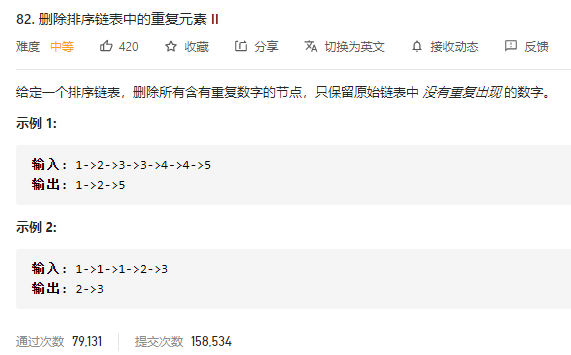 82. 删除排序链表中的重复元素 II
难度 中等 420 收藏 分享 切换为英文 接收动态 反馈
给定一个排序链表，删除所有含有重复数字的节点，只保留原始链表中 没有重复出现 的数字。
示例 1:
输入: 1->2->3->3->4->4->5
输出: 1->2->5
示例 2:
输入: 1->1->1->2->3
输出: 2->3
通过次数 79,131 提交次数 158,534